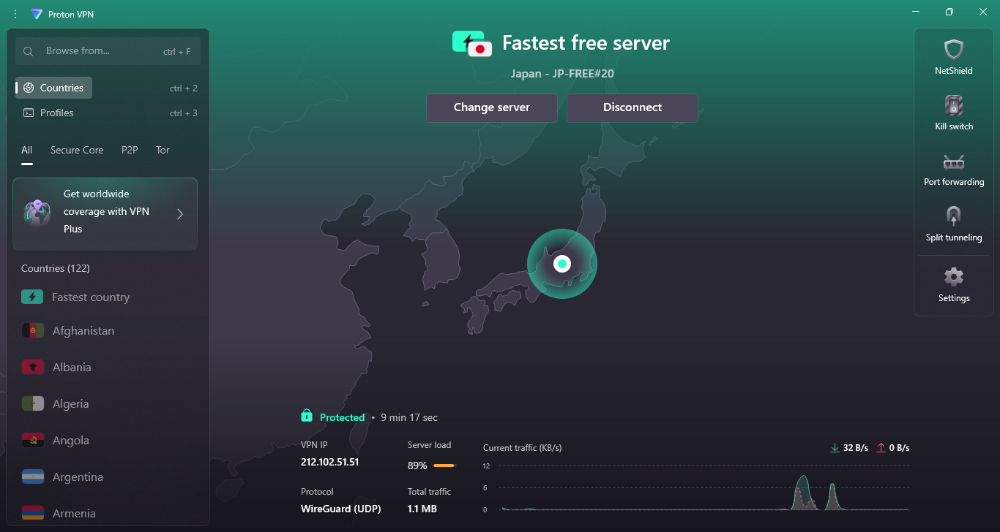 Proton VPN
Browse from...
ctrl + F
Countries
ctrl + 2
Profiles
ctrl + 3
All
Secure Core
P2P
Tor
Get worldwide
coverage with VPN
Plus
Countries (122)
Fastest country
Afghanistan
Albania
Algeria
Angola
Argentina
Armenia
Fastest free server
Japan - JP-FREE#20
Change server
Disconnect
Protected • 9 min 17 sec
VPN IP
212.102.51.51
Server load
89%
Protocol
WireGuard (UDP)
Total traffic
1.1 MB
Current traffic (KB/s)
32 B/s
0 B/s
12
6
0
NetShield
Kill switch
Port forwarding
Split tunneling
Settings